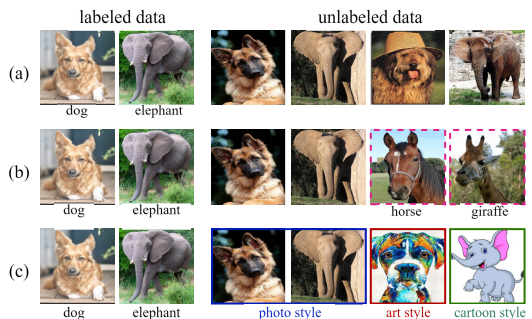 labeled data unlabeled data
(a)
dog elephant
(b)
dog elephant horse giraffe
(c)
dog elephant photo style art style cartoon style